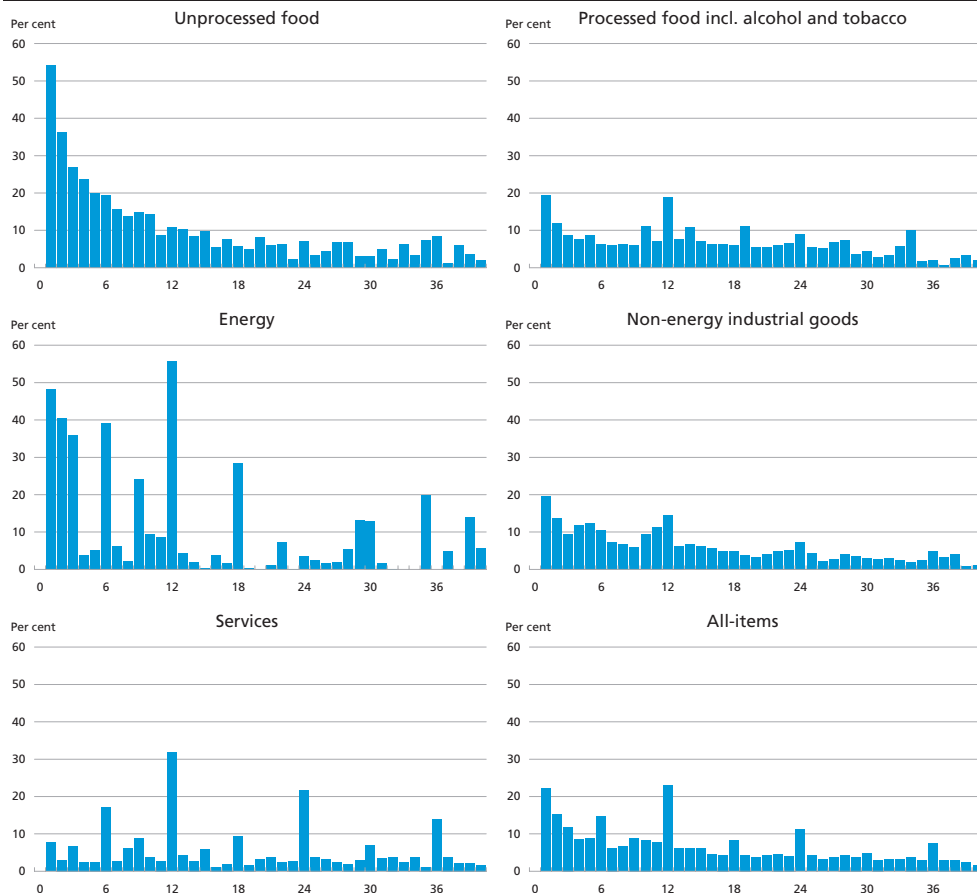 Unprocessed food
Per cent
60
50
40
30
20
10
0
0 6 12 18 24 30 36
Processed food incl. alcohol and tobacco
Per cent
60
50
40
30
20
10
0
0 6 12 18 24 30 36
Energy
Per cent
60
50
40
30
20
10
0
0 6 12 18 24 30 36
Non-energy industrial goods
Per cent
60
50
40
30
20
10
0
0 6 12 18 24 30 36
Services
Per cent
60
50
40
30
20
10
0
0 6 12 18 24 30 36
All-items
Per cent
60
50
40
30
20
10
0
0 6 12 18 24 30 36